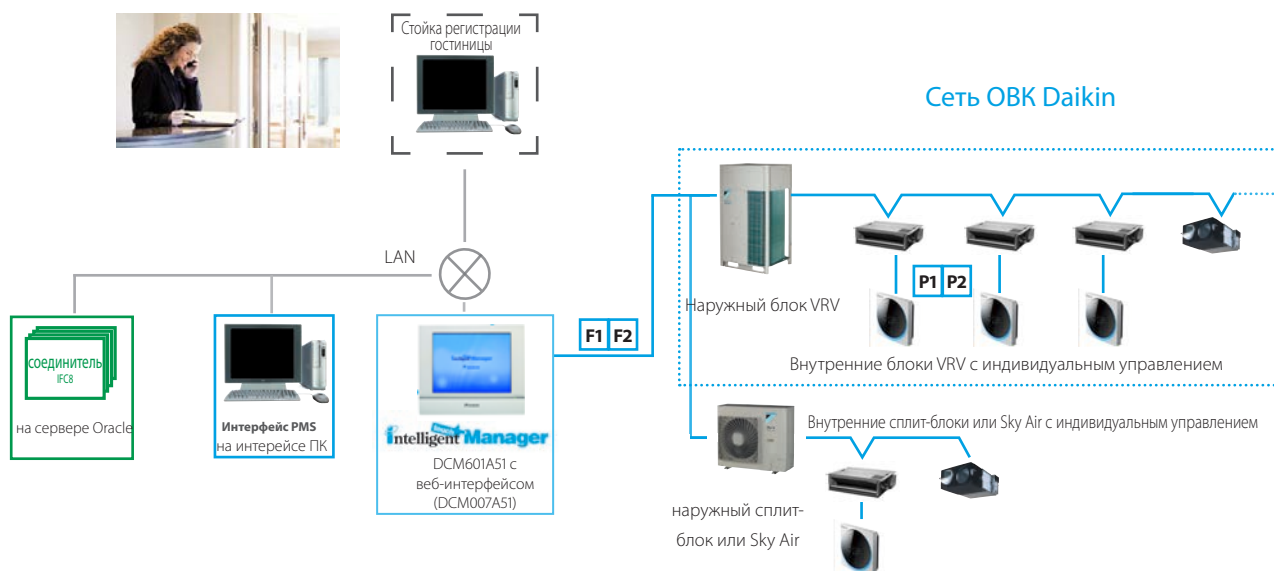 Стойка регистрации
гостиницы
Сеть ОВК Daikin
LAN
F1 F2
P1 P2
Наружный блок VRV
Внутренние блоки VRV с индивидуальным управлением
соединитель
IFC8
на сервере Oracle
Интерфейс PMS
на интерейсе ПК
intelligent Manager
DCM601A51 с
веб-интерфейсом
(DCM007A51)
Внутренние сплит-блоки или Sky Air с индивидуальным управлением
наружный сплит-
блок или Sky Air